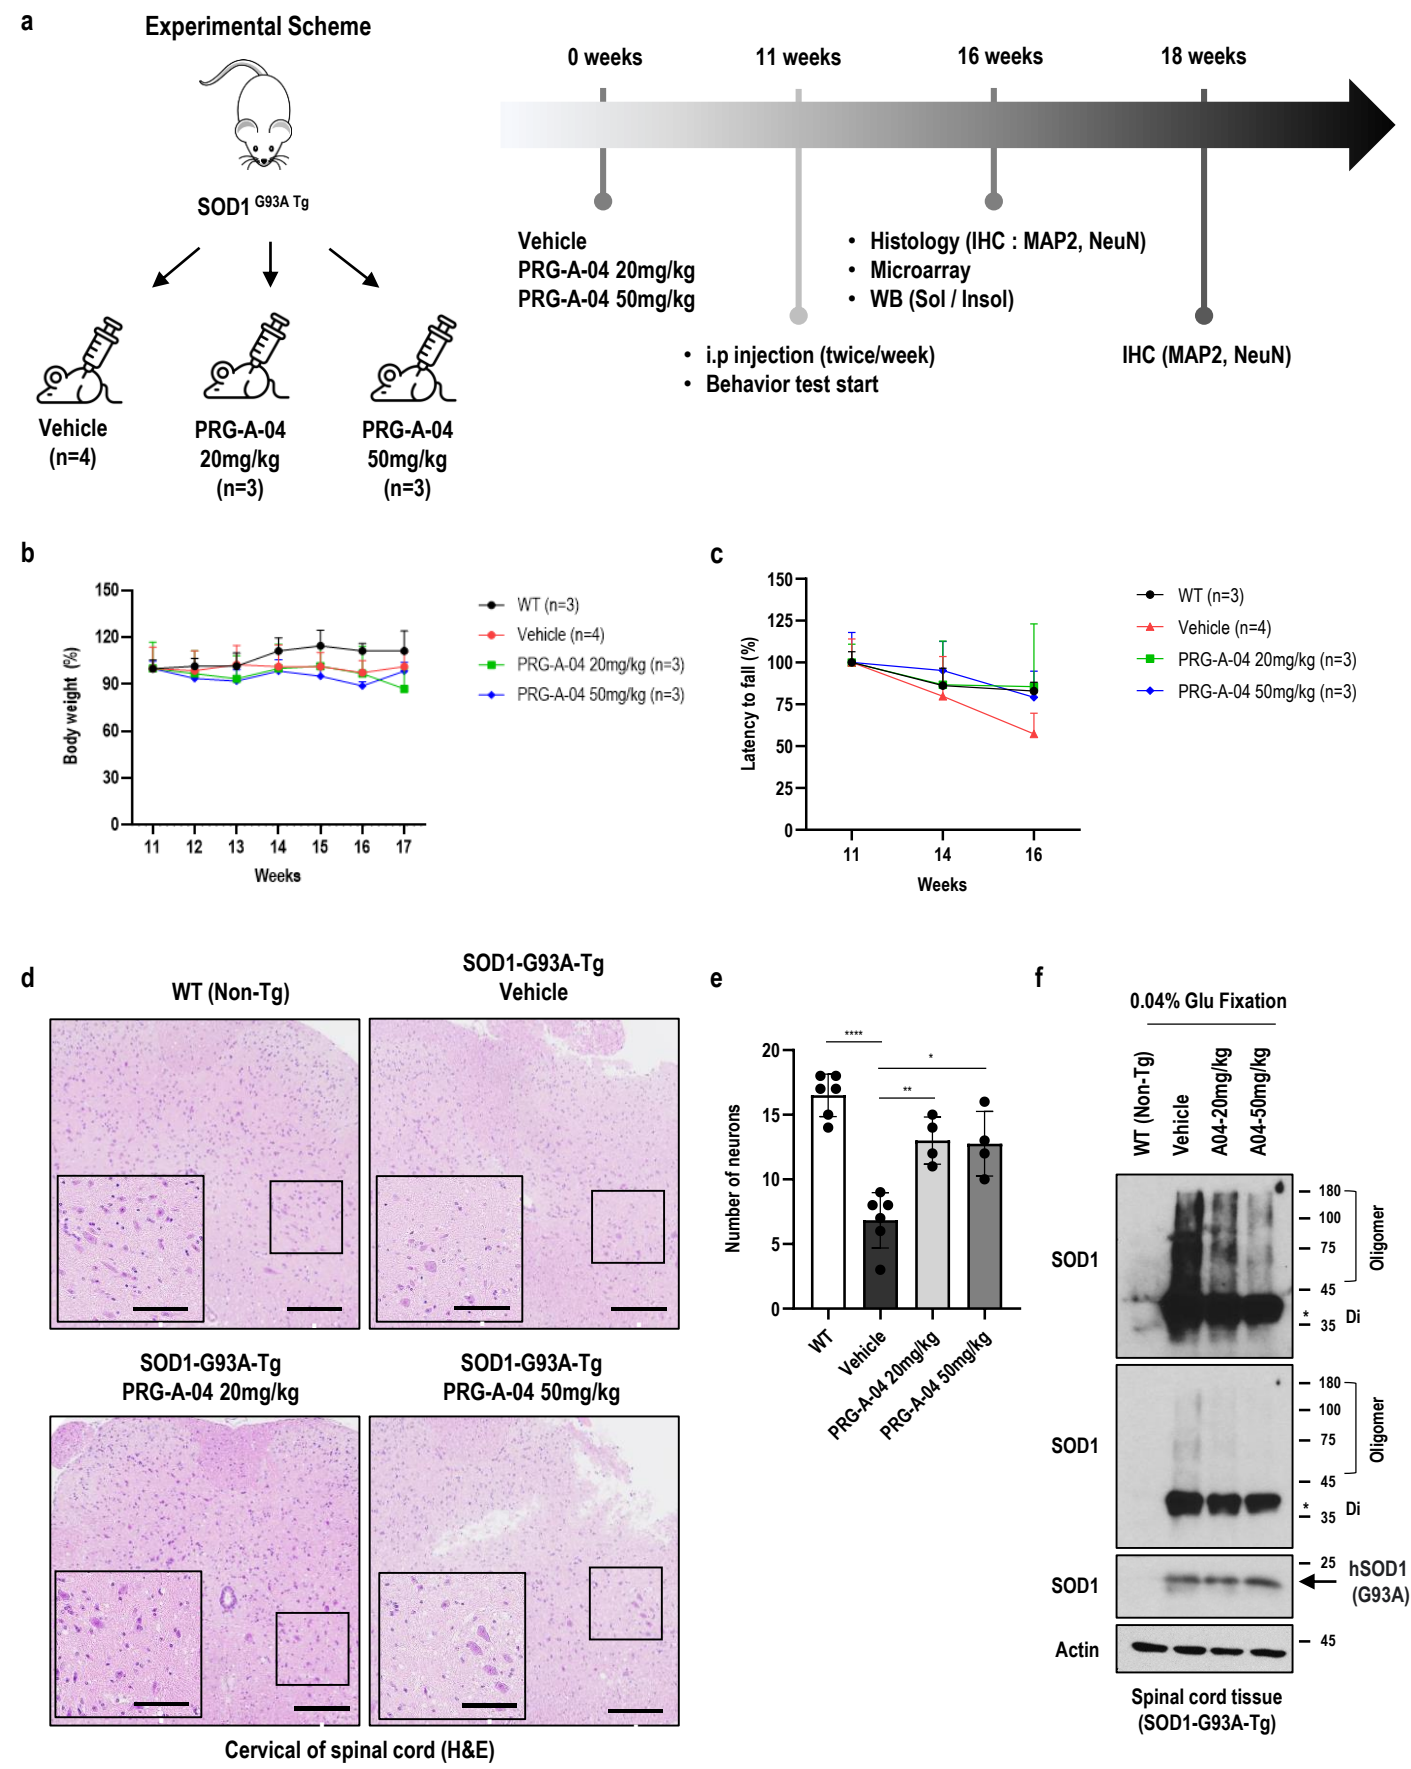 a
Experimental Scheme
SOD1 G93A Tg
Vehicle
(n=4)
PRG-A-04
20mg/kg
(n=3)
PRG-A-04
50mg/kg
(n=3)
0 weeks
11 weeks
16 weeks
18 weeks
Vehicle
PRG-A-04 20mg/kg
PRG-A-04 50mg/kg
• i.p injection (twice/week)
• Behavior test start
• Histology (IHC : MAP2, NeuN)
• Microarray
• WB (Sol / Insol)
IHC (MAP2, NeuN)
b
Body weight (%)
150
120
90
60
30
0
11 12 13 14 15 16 17
Weeks
WT (n=3)
Vehicle (n=4)
PRG-A-04 20mg/kg (n=3)
PRG-A-04 50mg/kg (n=3)
c
Latency to fall (%)
150
125
100
75
50
25
0
11 14 16
Weeks
WT (n=3)
Vehicle (n=4)
PRG-A-04 20mg/kg (n=3)
PRG-A-04 50mg/kg (n=3)
d
WT (Non-Tg)
SOD1-G93A-Tg
Vehicle
SOD1-G93A-Tg
PRG-A-04 20mg/kg
SOD1-G93A-Tg
PRG-A-04 50mg/kg
Cervical of spinal cord (H&E)
e
Number of neurons
20
15
10
5
0
****
*
**
WT
Vehicle
PRG-A-04 20mg/kg
PRG-A-04 50mg/kg
f
0.04% Glu Fixation
WT (Non-Tg)
Vehicle
A04-20mg/kg
A04-50mg/kg
SOD1
180
100
75
45
* 35 Di
Oligomer
SOD1
180
100
75
45
* 35 Di
Oligomer
SOD1
25
hSOD1
(G93A)
Actin
45
Spinal cord tissue
(SOD1-G93A-Tg)